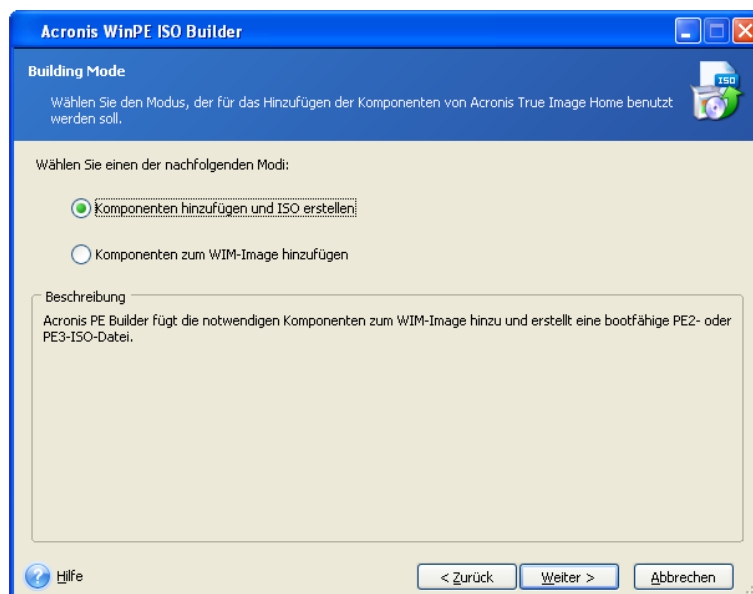 Acronis WinPE ISO Builder
Building Mode
Wählen Sie den Modus, der für das Hinzufügen der Komponenten von Acronis True Image Home benutzt
werden soll.
ISO
Wählen Sie einen der nachfolgenden Modi:
Komponenten hinzufügen und ISO erstellen
Komponenten zum WIM-Image hinzufügen
Beschreibung
Acronis PE Builder fügt die notwendigen Komponenten zum WIM-Image hinzu und erstellt eine bootfähige PE2- oder
PE3-ISO-Datei.
? Hilfe
< Zurück
Weiter >
Abbrechen